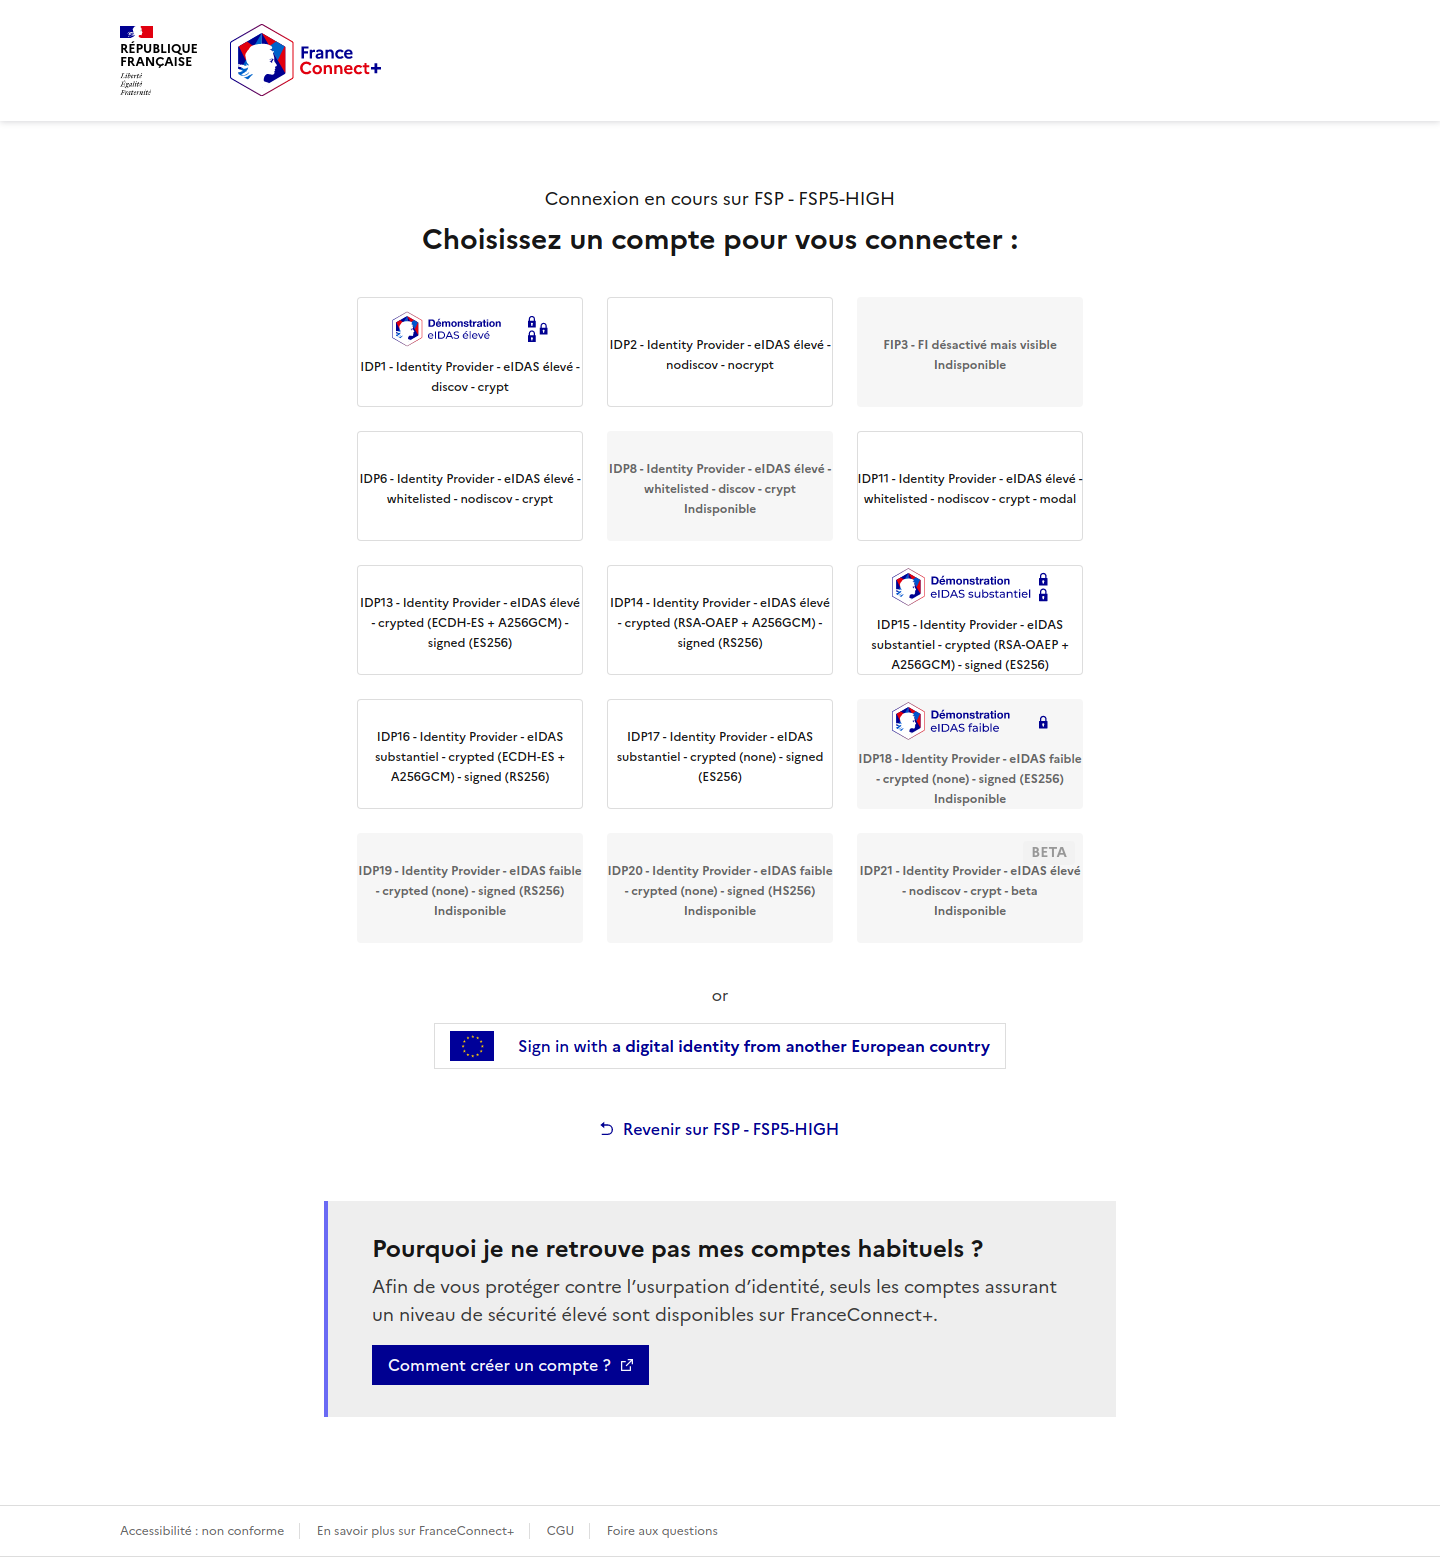 RÉPUBLIQUE
FRANÇAISE
Liberté
Égalité
Fraternité
France
Connect+
Connexion en cours sur FSP - FSP5-HIGH
Choisissez un compte pour vous connecter :
Démonstration
eIDAS élevé
IDP1 - Identity Provider - eIDAS élevé -
discov - crypt
IDP2 - Identity Provider - eIDAS élevé -
nodiscov - nocrypt
FIP3 - FI désactivé mais visible
Indisponible
IDP6 - Identity Provider - eIDAS élevé -
whitelisted - nodiscov - crypt
IDP8 - Identity Provider - eIDAS élevé -
whitelisted - discov - crypt
Indisponible
IDP11 - Identity Provider - eIDAS élevé -
whitelisted - nodiscov - crypt - modal
IDP13 - Identity Provider - eIDAS élevé
- crypted (ECDH-ES + A256GCM) -
signed (ES256)
IDP14 - Identity Provider - eIDAS élevé
- crypted (RSA-OAEP + A256GCM) -
signed (RS256)
Démonstration
eIDAS substantiel
IDP15 - Identity Provider - eIDAS
substantiel - crypted (RSA-OAEP +
A256GCM) - signed (ES256)
IDP16 - Identity Provider - eIDAS
substantiel - crypted (ECDH-ES +
A256GCM) - signed (RS256)
IDP17 - Identity Provider - eIDAS
substantiel - crypted (none) - signed
(ES256)
Démonstration
eIDAS faible
IDP18 - Identity Provider - eIDAS faible
- crypted (none) - signed (ES256)
Indisponible
IDP19 - Identity Provider - eIDAS faible
- crypted (none) - signed (RS256)
Indisponible
IDP20 - Identity Provider - eIDAS faible
- crypted (none) - signed (HS256)
Indisponible
BETA
IDP21 - Identity Provider - eIDAS élevé
- nodiscov - crypt - beta
Indisponible
or
Sign in with a digital identity from another European country
Revenir sur FSP - FSP5-HIGH
Pourquoi je ne retrouve pas mes comptes habituels ?
Afin de vous protéger contre l’usurpation d’identité, seuls les comptes assurant
un niveau de sécurité élevé sont disponibles sur FranceConnect+.
Comment créer un compte ?
Accessibilité : non conforme
En savoir plus sur FranceConnect+
CGU
Foire aux questions